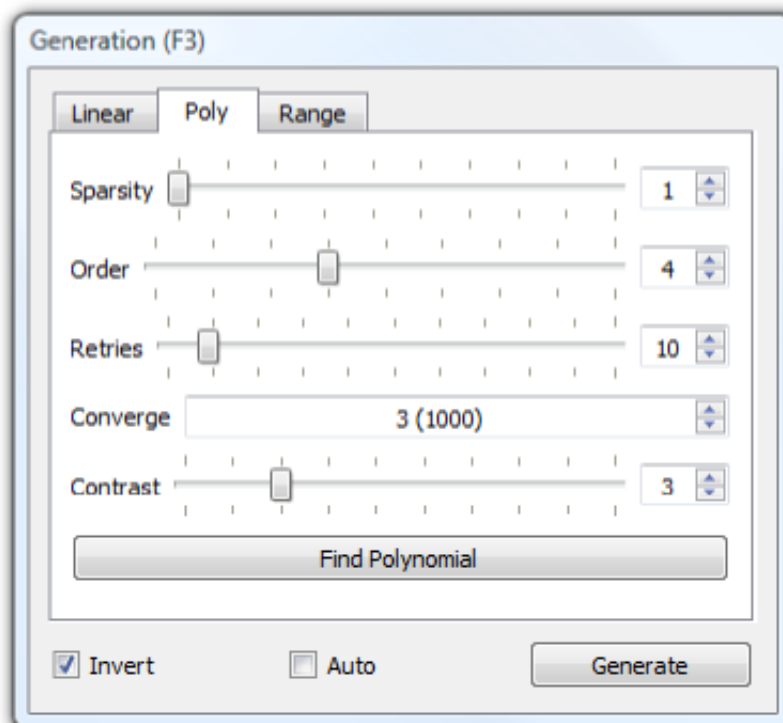 Generation (F3)
Linear Poly Range
Sparsity 1
Order 4
Retries 10
Converge 3 (1000)
Contrast 3
Find Polynomial
Invert Auto Generate